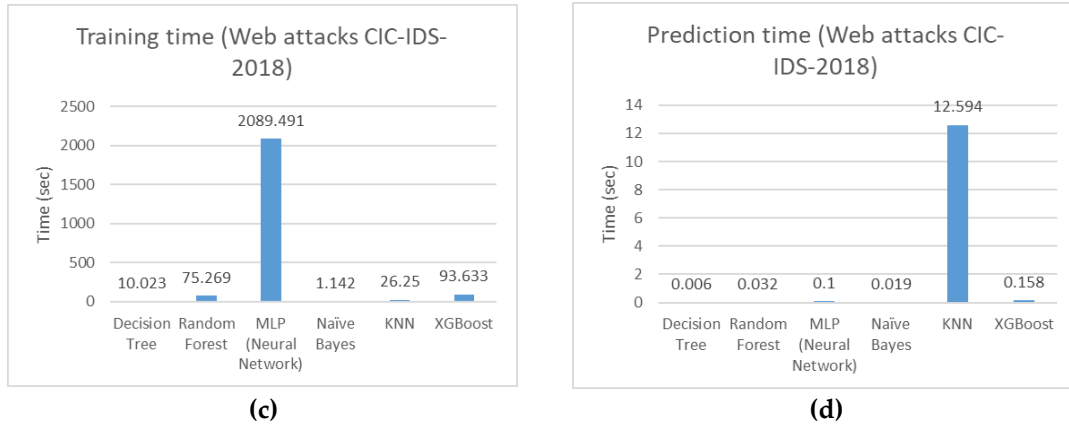 Training time (Web attacks CIC-IDS-
2018)
Time (sec)
2500
2000
1500
1000
500
0
10.023
75.269
2089.491
1.142
26.25
93.633
Decision
Tree
Random
Forest
MLP
(Neural
Network)
Naïve
Bayes
KNN
XGBoost
(c)
Prediction time (Web attacks CIC-
IDS-2018)
Time (sec)
14
12
10
8
6
4
2
0
0.006
0.032
0.1
0.019
12.594
0.158
Decision
Tree
Random
Forest
MLP
(Neural
Network)
Naïve
Bayes
KNN
XGBoost
(d)